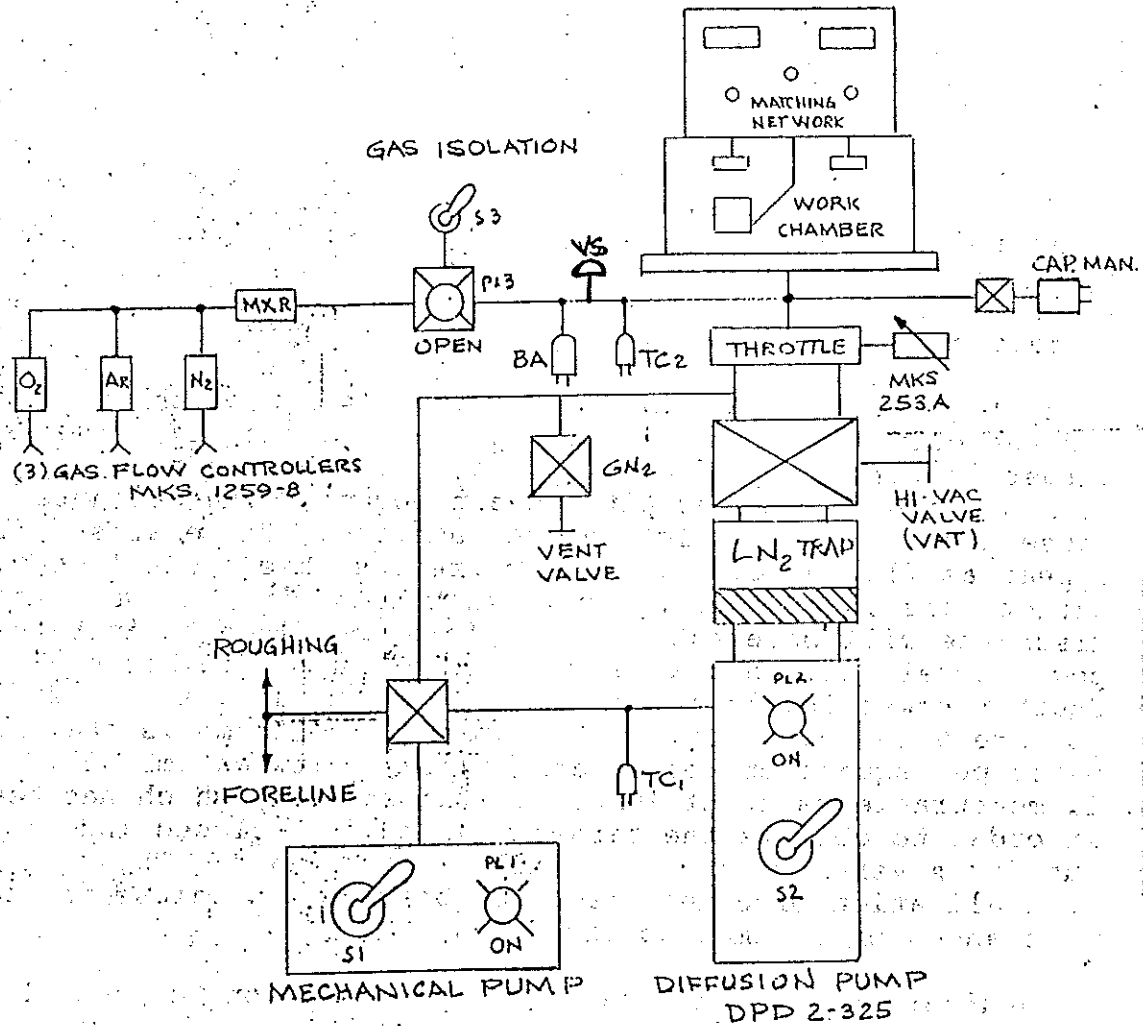 MATCHING
NETWORK
GAS ISOLATION
S3
WORK
CHAMBER
VS
CAP. MAN.
PL3
MXR
OPEN
BA
TC2
THROTTLE
MKS
253A
O2
AR
N2
(3) GAS FLOW CONTROLLERS
MKS 1259-B
GN2
VENT
VALVE
HI-VAC
VALVE
(VAT)
LN2 TRAP
ROUGHING
FORELINE
TC1
PL2
ON
S2
PL1
S1
ON
MECHANICAL PUMP
DIFFUSION PUMP
DPD 2-325